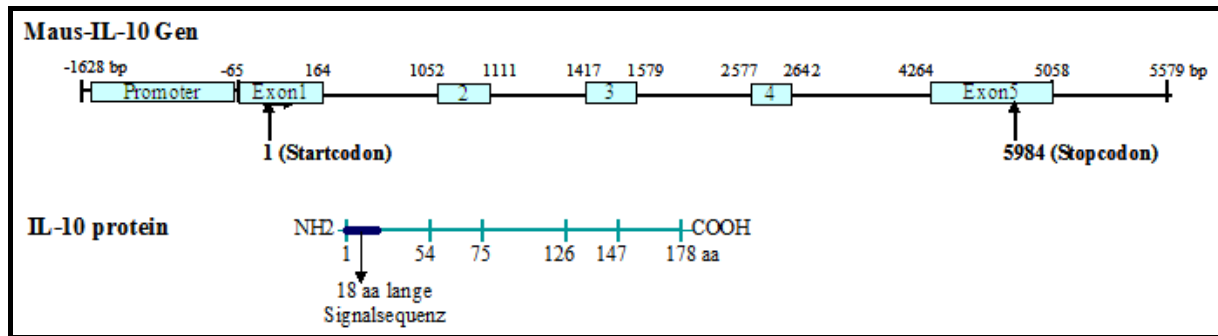 Maus-IL-10 Gen
-1628 bp -65 164 1052 1111 1417 1579 2577 2642 4264 5058 5579 bp
Promoter Exon1 2 3 4 Exon5
1 (Startcodon) 5984 (Stopcodon)
IL-10 protein NH2 COOH
1 54 75 126 147 178 aa
18 aa lange
Signalsequenz